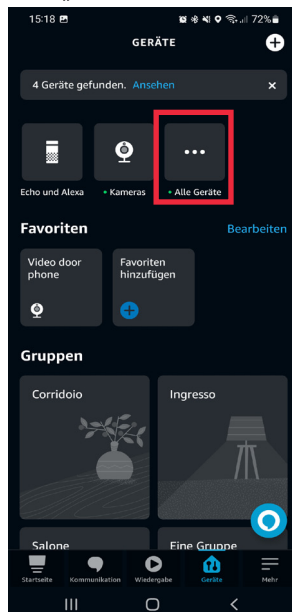 15:18 72%
GERÄTE
4 Geräte gefunden. Ansehen
Echo und Alexa
Kameras
Alle Geräte
Favoriten Bearbeiten
Video door
phone
Favoriten
hinzufügen
Gruppen
Corridoio
Ingresso
Salone
Eine Gruppe
Startseite Kommunikation Wiedergabe Geräte Mehr